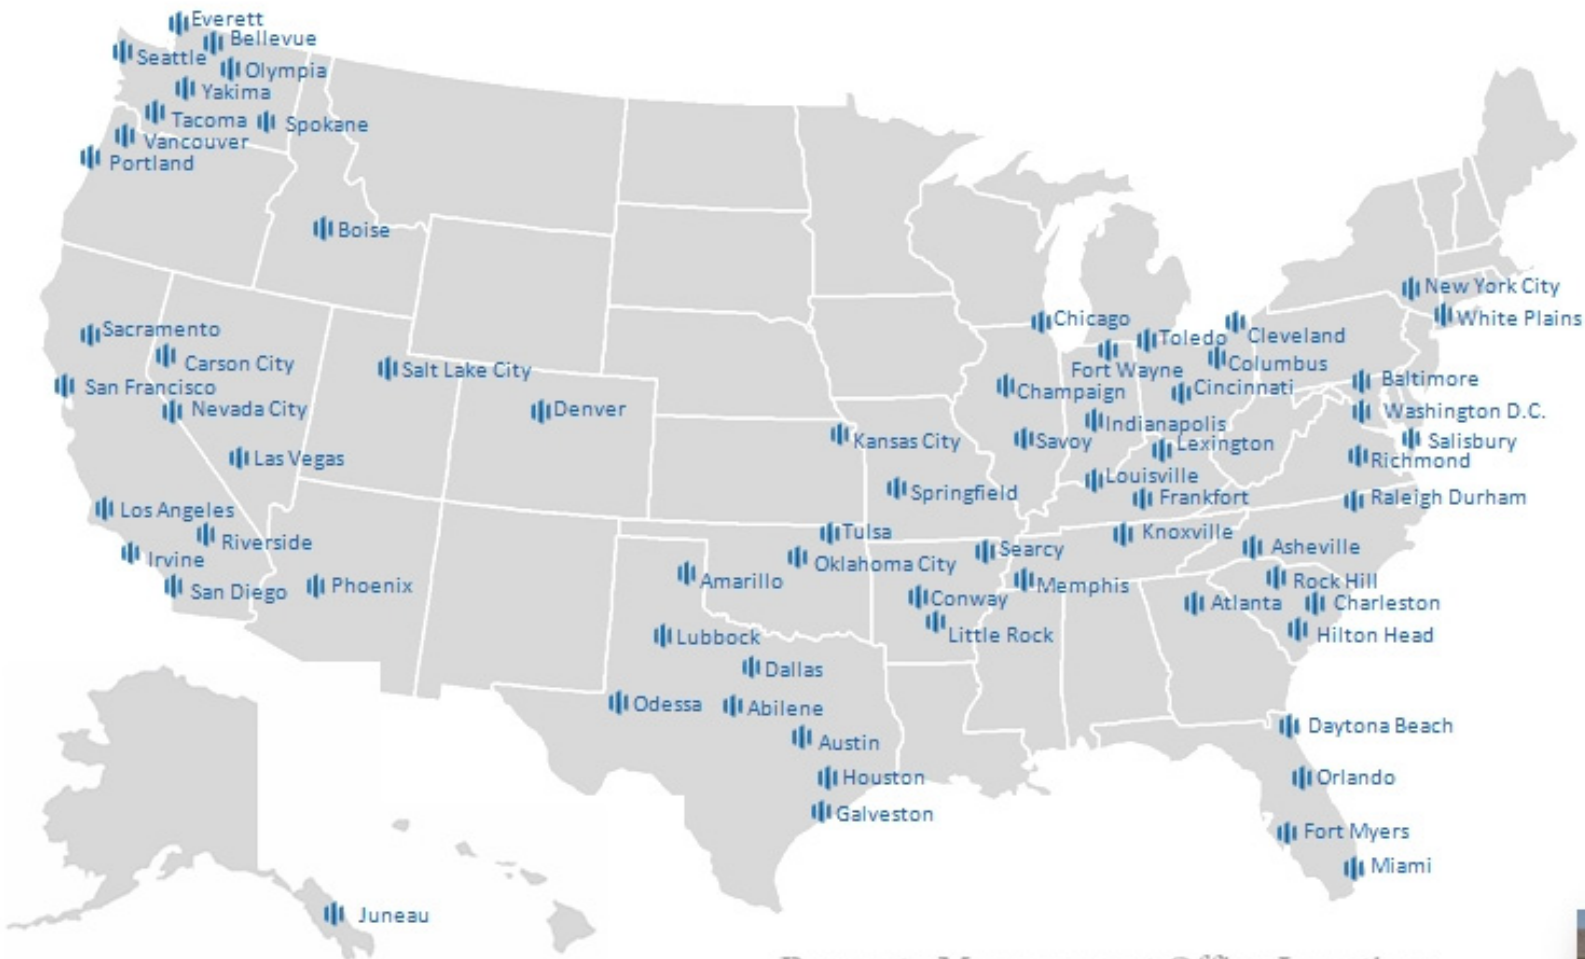 Everett
Bellevue
Seattle
Olympia
Yakima
Tacoma
Spokane
Vancouver
Portland
Boise
New York City
White Plains
Chicago
Sacramento
Toledo
Cleveland
Carson City
Columbus
Salt Lake City
Fort Wayne
Baltimore
San Francisco
Champaign
Cincinnati
Nevada City
Denver
Washington D.C.
Indianapolis
Kansas City
Savoy
Lexington
Salisbury
Las Vegas
Richmond
Louisville
Springfield
Frankfort
Raleigh Durham
Los Angeles
Tulsa
Knoxville
Riverside
Searcy
Asheville
Irvine
Oklahoma City
Amarillo
Rock Hill
San Diego
Phoenix
Memphis
Conway
Atlanta
Charleston
Lubbock
Little Rock
Hilton Head
Dallas
Odessa
Abilene
Daytona Beach
Austin
Houston
Orlando
Galveston
Fort Myers
Miami
Juneau